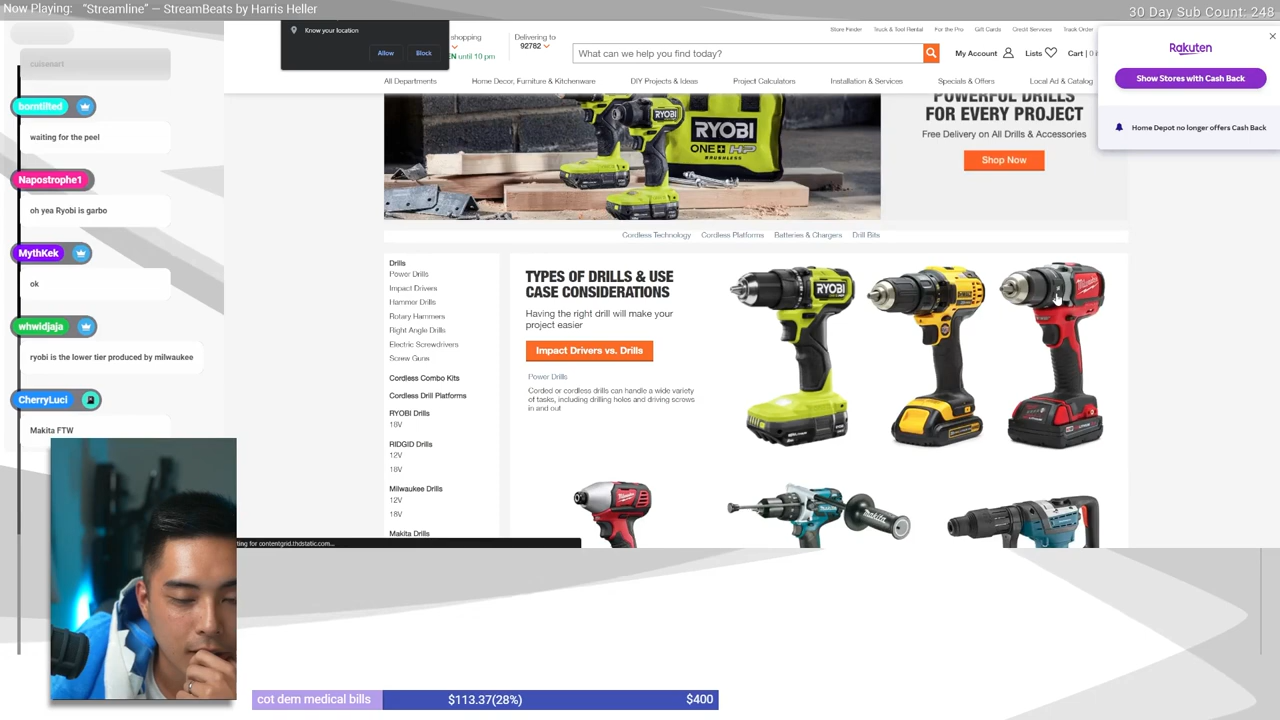 Now Playing: "Streamline" — StreamBeats by Harris Heller
30 Day Sub Count: 248
cuisenart
borntilted
waiting for the peel
Napostrophe1
oh yea Ryobi is garbo
MythKek
ok
whwidjaja
ryobi is the lower tier produced by milwaukee
CherryLuci
Makita FTW
Know your location
Allow
Block
shopping
EN until 10 pm
Delivering to
92782
What can we help you find today?
Store Finder
Truck & Tool Rental
For the Pro
Gift Cards
Credit Services
Track Order
My Account
Lists
Cart | 0
All Departments
Home Decor, Furniture & Kitchenware
DIY Projects & Ideas
Project Calculators
Installation & Services
Specials & Offers
Local Ad & Catalog
Rakuten
Show Stores with Cash Back
Home Depot no longer offers Cash Back
RYOBI
ONE+ HP
BRUSHLESS
POWERFUL DRILLS
FOR EVERY PROJECT
Free Delivery on All Drills & Accessories
Shop Now
Cordless Technology
Cordless Platforms
Batteries & Chargers
Drill Bits
Drills
Power Drills
Impact Drivers
Hammer Drills
Rotary Hammers
Right Angle Drills
Electric Screwdrivers
Screw Guns
Cordless Combo Kits
Cordless Drill Platforms
RYOBI Drills
18V
RIDGID Drills
12V
18V
Milwaukee Drills
12V
18V
Makita Drills
TYPES OF DRILLS & USE
CASE CONSIDERATIONS
Having the right drill will make your
project easier
Impact Drivers vs. Drills
Power Drills
Corded or cordless drills can handle a wide variety
of tasks, including drilling holes and driving screws
in and out
RYOBI
DEWALT
Milwaukee
Milwaukee
makita
ting for contentgrid.thdstatic.com...
cot dem medical bills
$113.37(28%)
$400